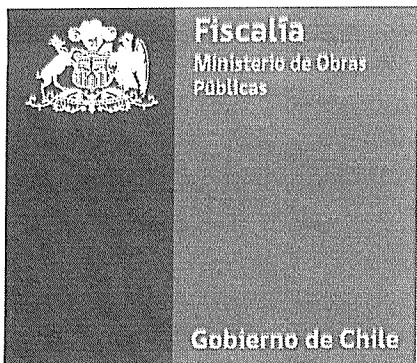 Fiscalía
Ministerio de Obras
Públicas
Gobierno de Chile